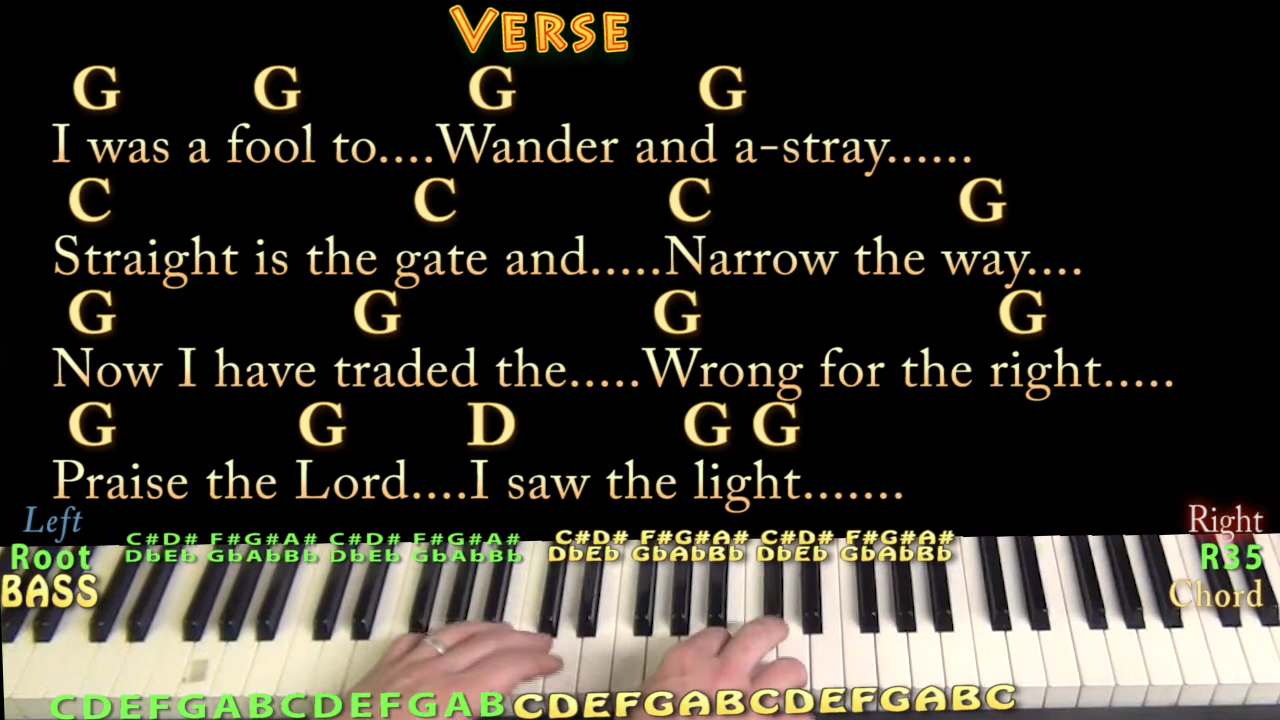 VERSE
G G G G
I was a fool to....Wander and a-stray......
C C C G
Straight is the gate and.....Narrow the way....
G G G G
Now I have traded the.....Wrong for the right.....
G G D G G
Praise the Lord....I saw the light.......
Left Right
C#D# F#G#A# C#D# F#G#A# C#D# F#G#A# C#D# F#G#A#
Root DbEb GbAbBb DbEb GbAbBb DbEb GbAbBb DbEb GbAbBb R35
BASS Chord
CDEFGABCDEFGABCDEFGABCDEFGABC